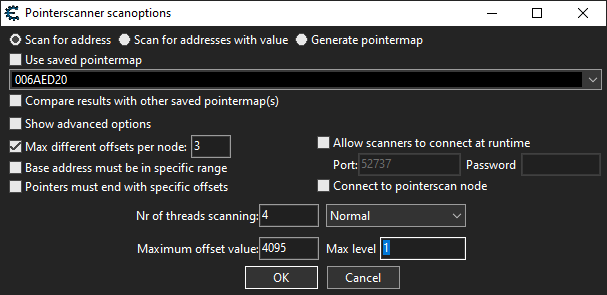 Pointerscanner scanoptions
Scan for address Scan for addresses with value Generate pointermap
Use saved pointermap
006AED20
Compare results with other saved pointermap(s)
Show advanced options
Max different offsets per node: 3 Allow scanners to connect at runtime
Base address must be in specific range Port: 52737 Password
Pointers must end with specific offsets Connect to pointerscan node
Nr of threads scanning: 4 Normal
Maximum offset value: 4095 Max level 1
OK Cancel